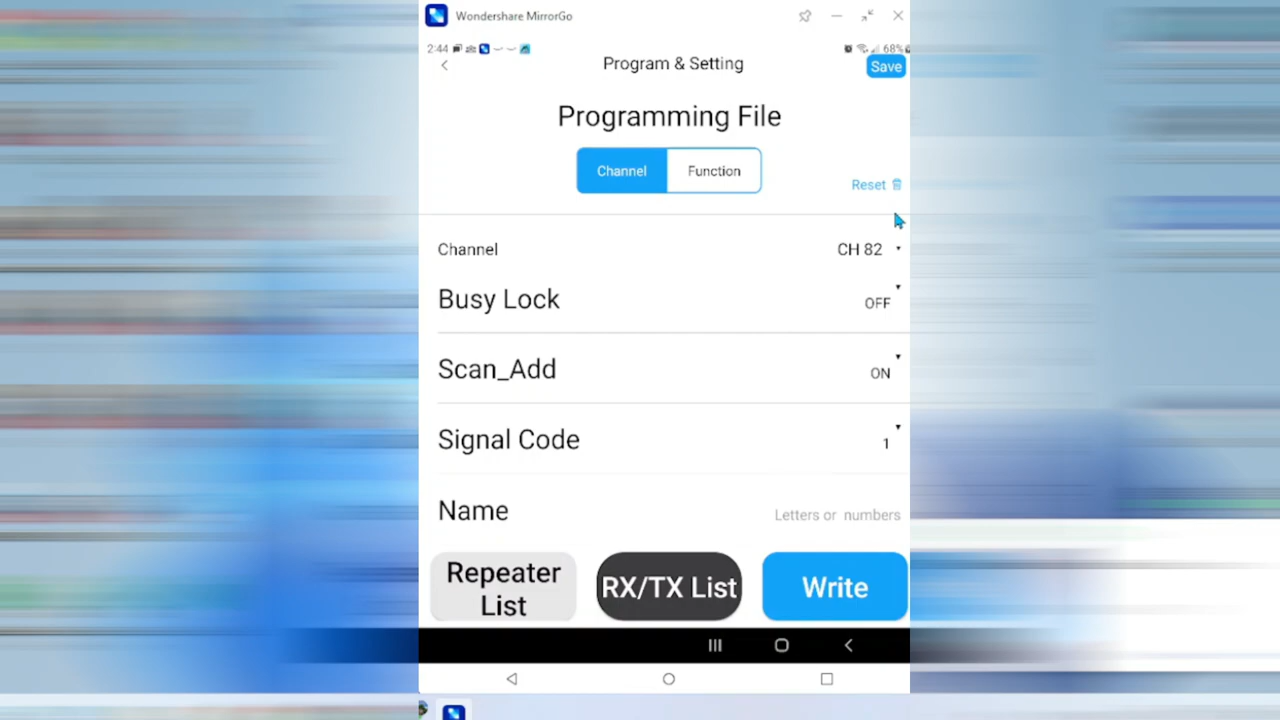 Wondershare MirrorGo
2:44
68%
Program & Setting
Save
Programming File
Channel
Function
Reset
Channel
CH 82
Busy Lock
OFF
Scan_Add
ON
Signal Code
1
Name
Letters or numbers
Repeater
List
RX/TX List
Write